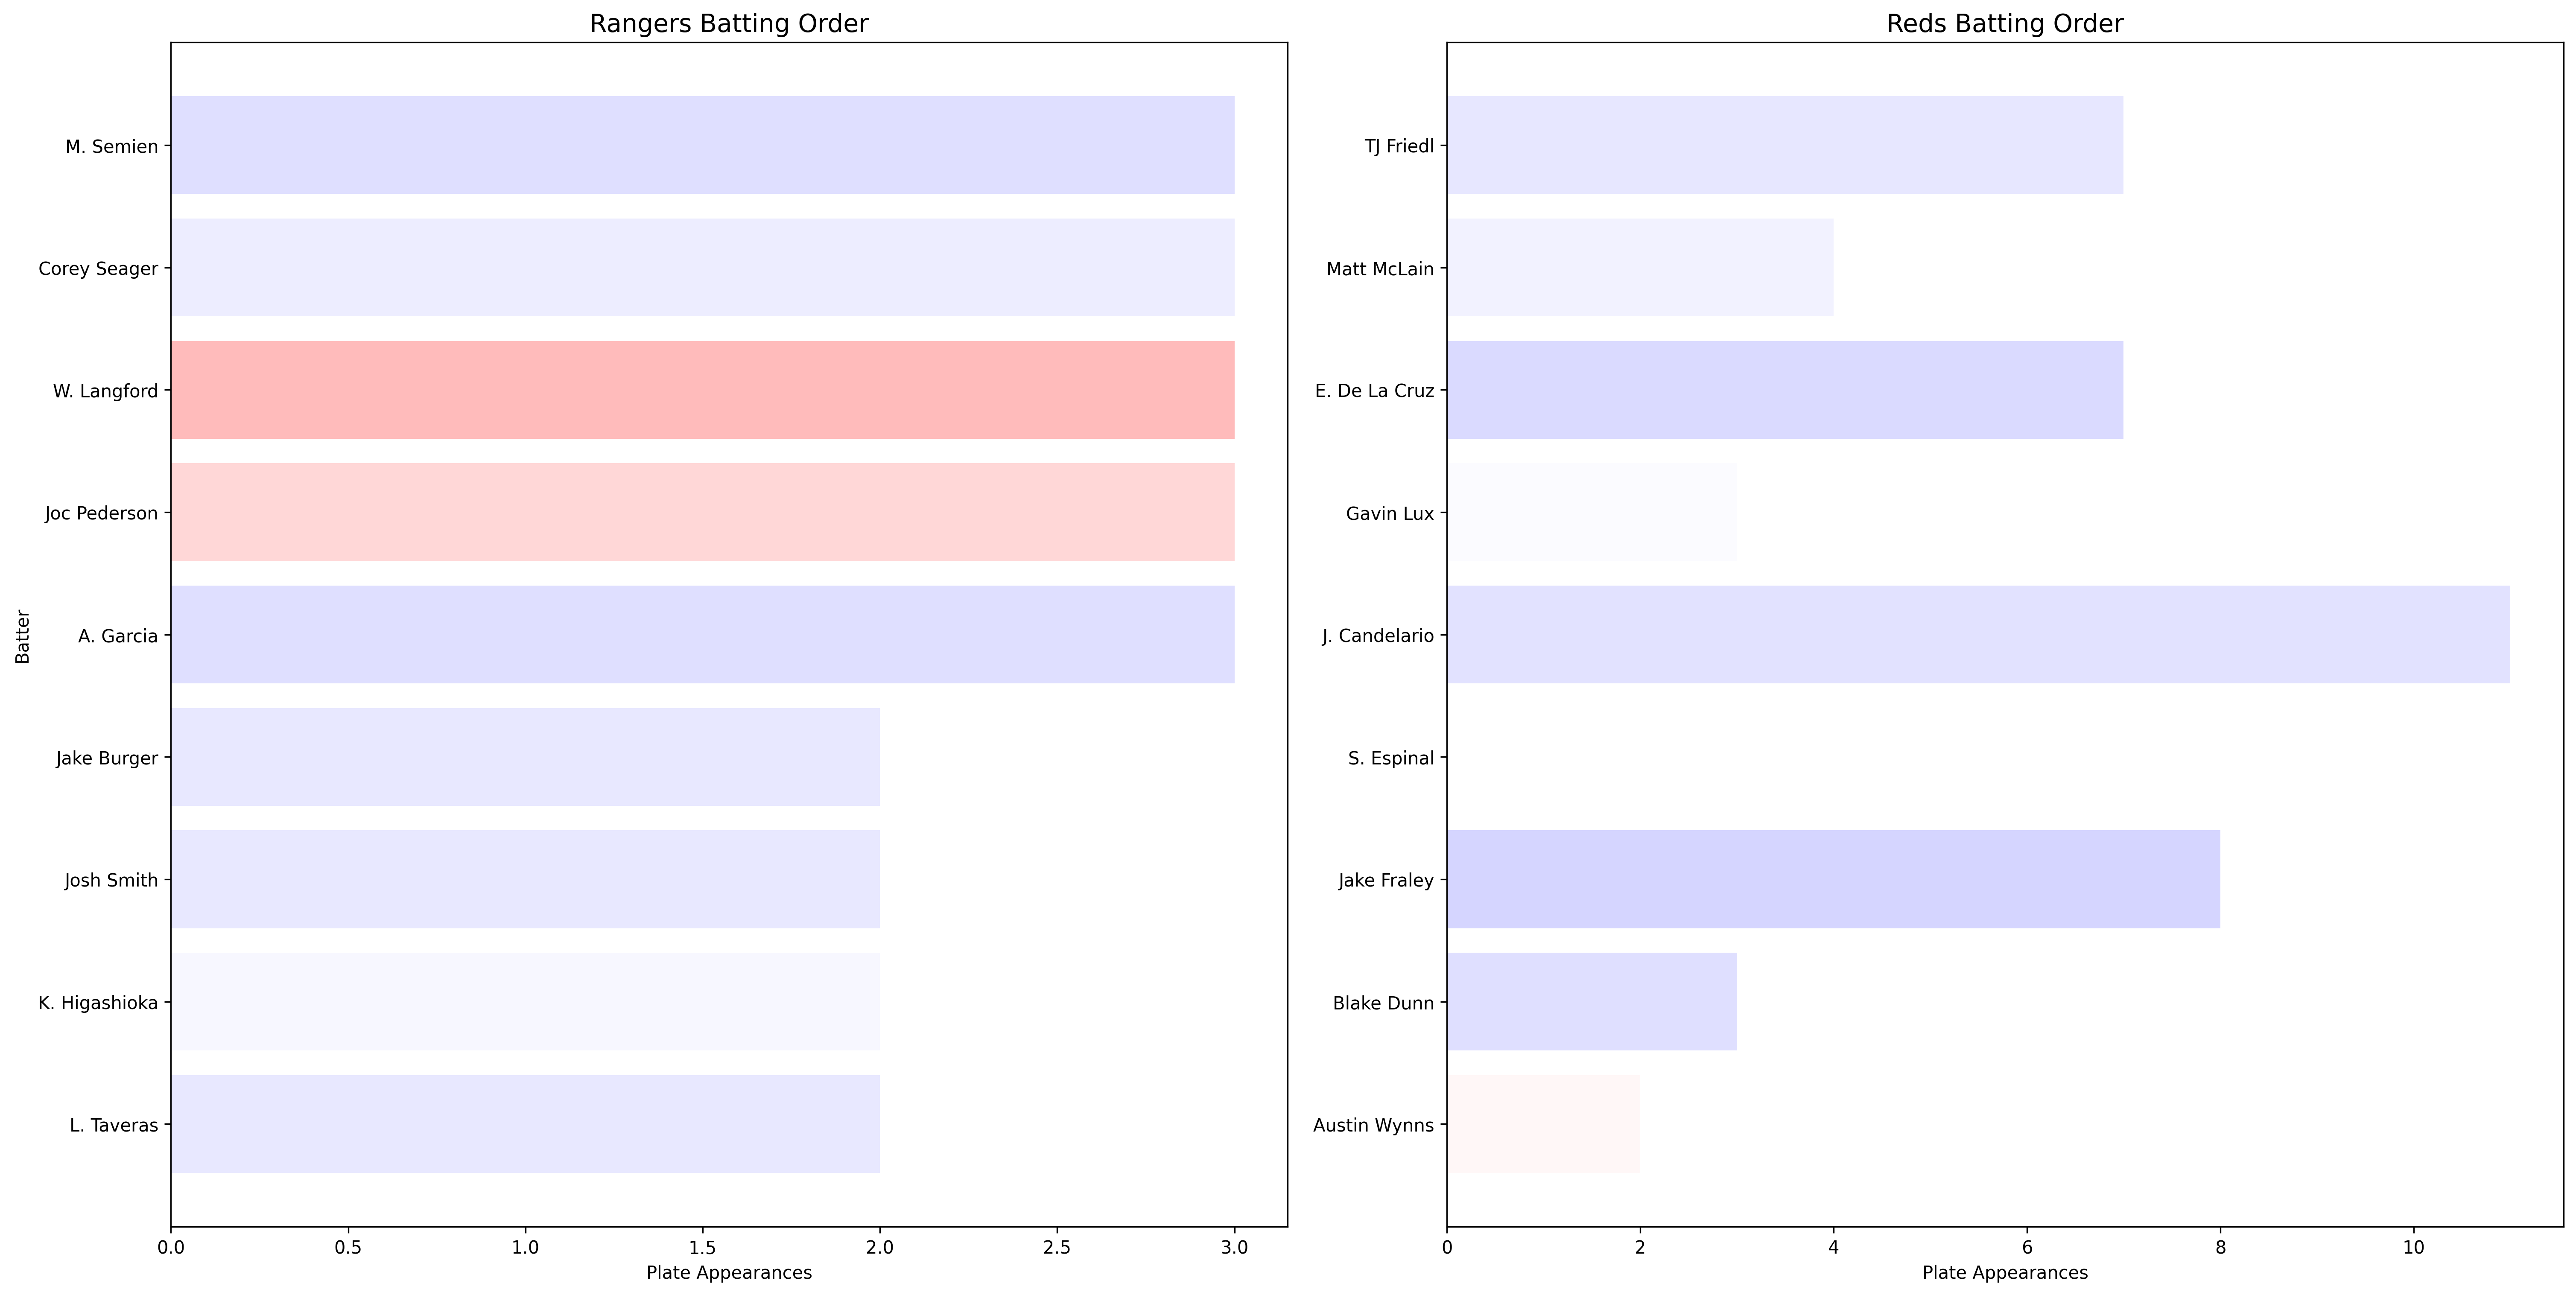 Rangers Batting Order
Batter
M. Semien
Corey Seager
W. Langford
Joc Pederson
A. Garcia
Jake Burger
Josh Smith
K. Higashioka
L. Taveras
0.0 0.5 1.0 1.5 2.0 2.5 3.0
Plate Appearances
Reds Batting Order
TJ Friedl
Matt McLain
E. De La Cruz
Gavin Lux
J. Candelario
S. Espinal
Jake Fraley
Blake Dunn
Austin Wynns
0 2 4 6 8 10
Plate Appearances